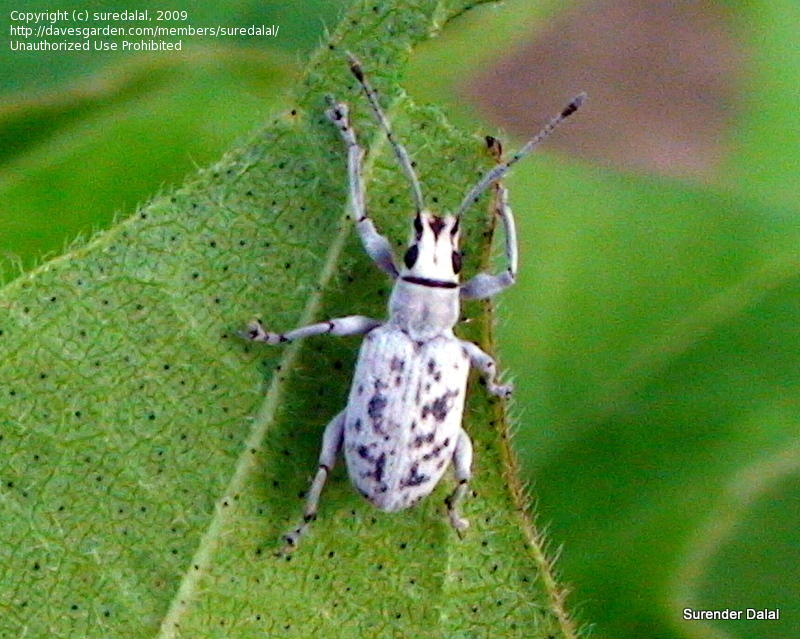 Copyright (c) suredalal, 2009
http://davesgarden.com/members/suredalal/
Unauthorized Use Prohibited
Surender Dalal